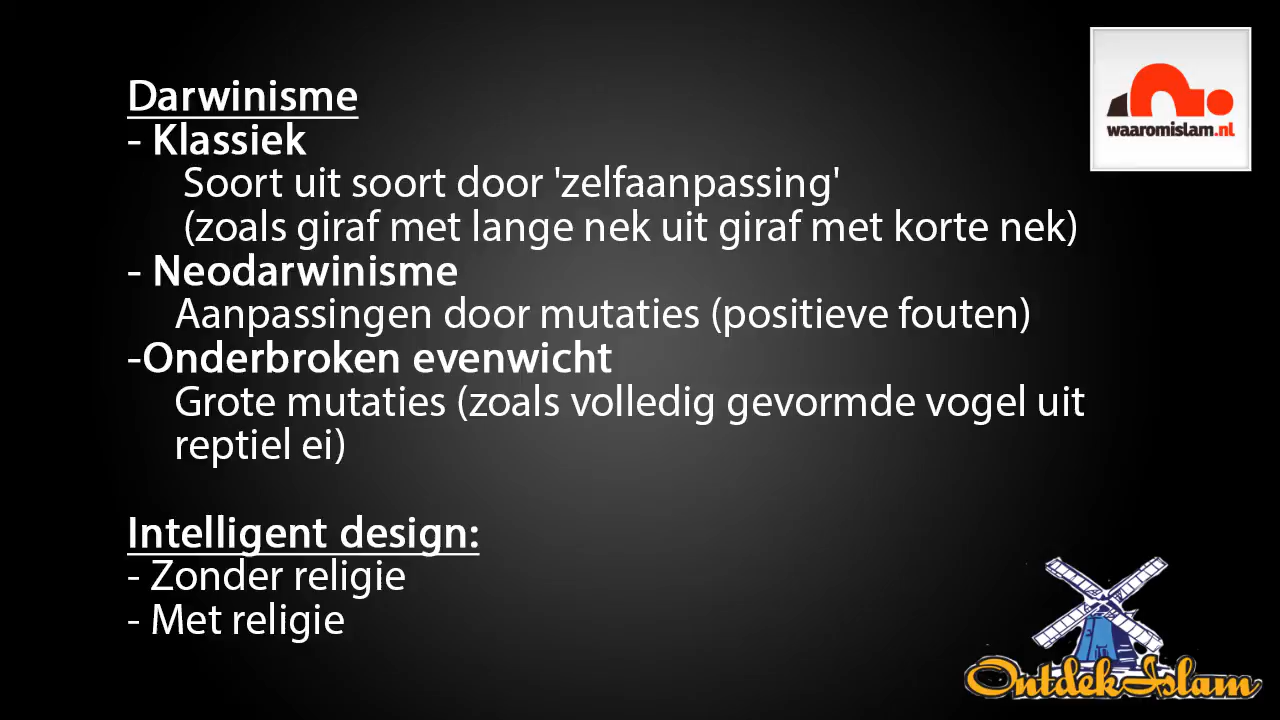 Darwinisme
- Klassiek
Soort uit soort door 'zelfaanpassing'
(zoals giraf met lange nek uit giraf met korte nek)
- Neodarwinisme
Aanpassingen door mutaties (positieve fouten)
-Onderbroken evenwicht
Grote mutaties (zoals volledig gevormde vogel uit
reptiel ei)
Intelligent design:
- Zonder religie
- Met religie
waaromislam.nl
Ontdek Islam